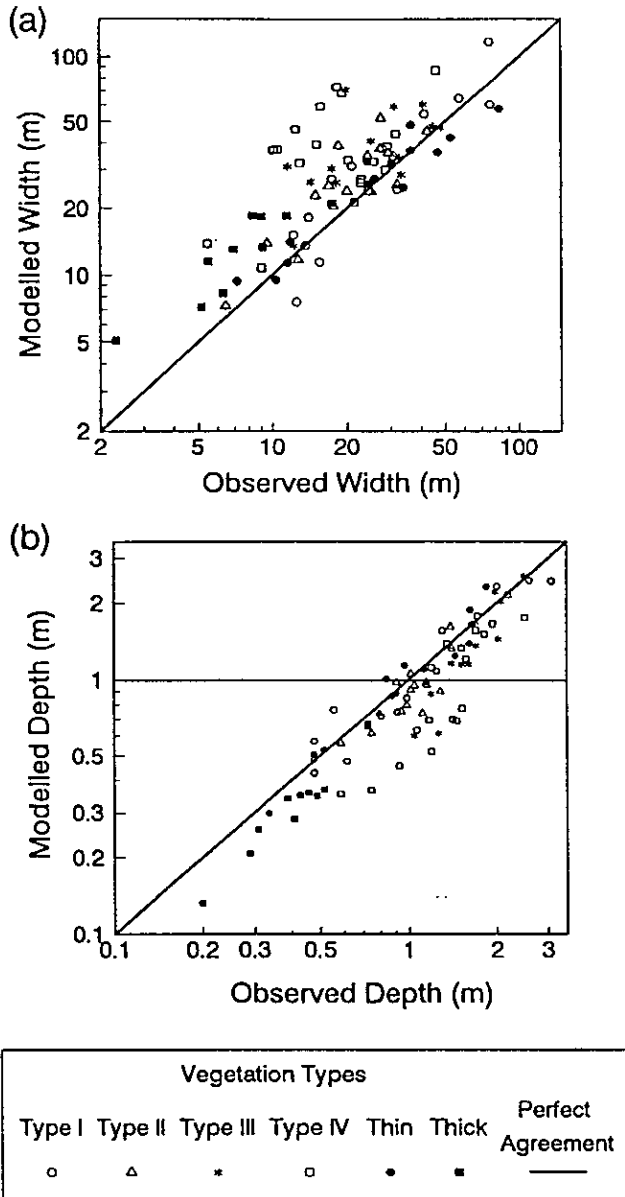 (a)
100
50
20
10
5
2
Modelled Width (m)
2
5
10
20
50
100
Observed Width (m)
(b)
3
2
1
0.5
0.3
0.1
Modelled Depth (m)
0.1
0.2
0.3
0.5
1
2
3
Observed Depth (m)
Vegetation Types
Type I Type II Type III Type IV Thin Thick Perfect
Agreement